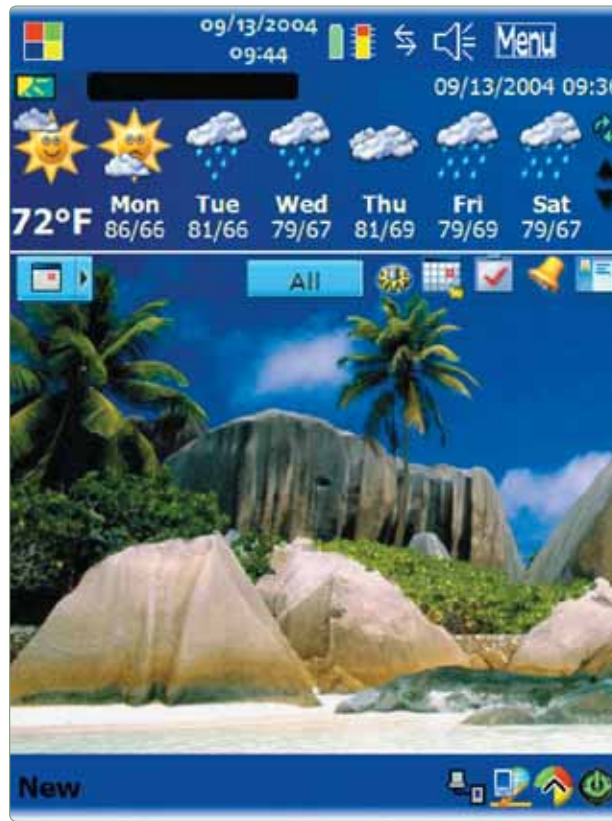 09/13/2004
09:44
Menu
09/13/2004 09:36
72°F
Mon Tue Wed Thu Fri Sat
86/66 81/66 79/67 81/69 79/69 79/67
All
New